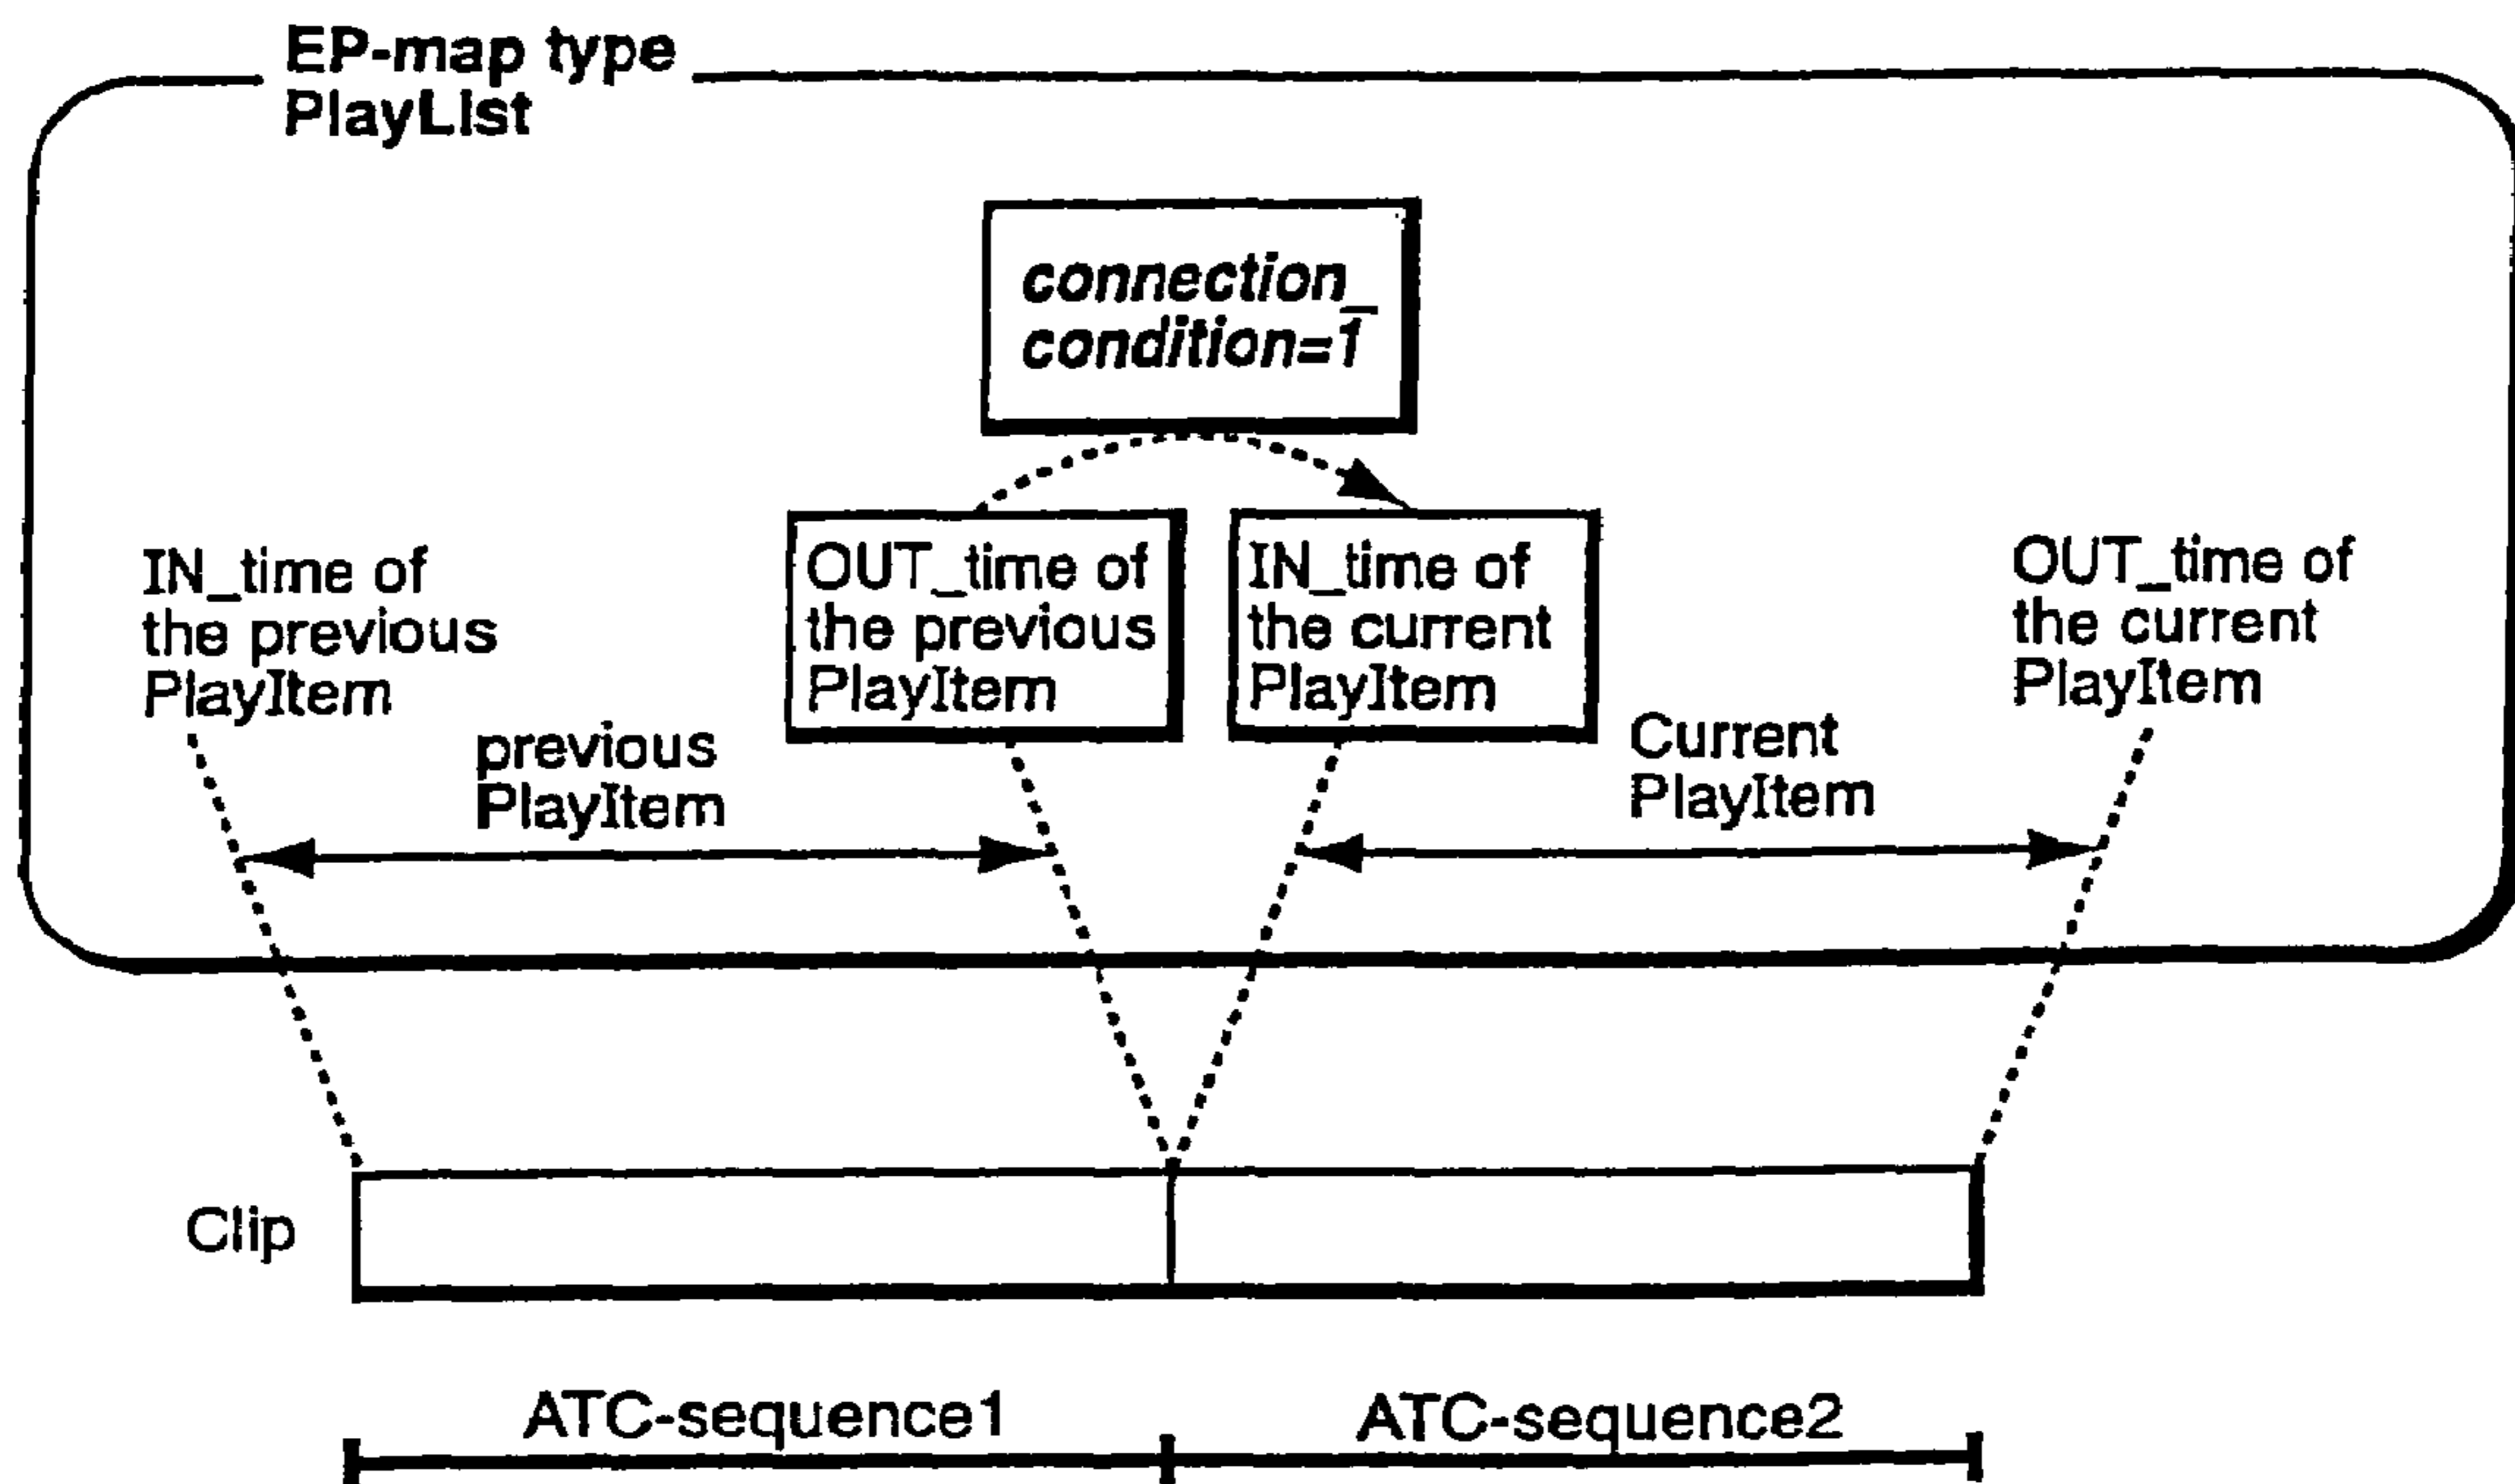 EP-map type
PlayList
connection_
condition=1
IN_time of
the previous
PlayItem
OUT_time of
the previous
PlayItem
IN_time of
the current
PlayItem
OUT_time of
the current
PlayItem
previous
PlayItem
Current
PlayItem
Clip
ATC-sequence1
ATC-sequence2